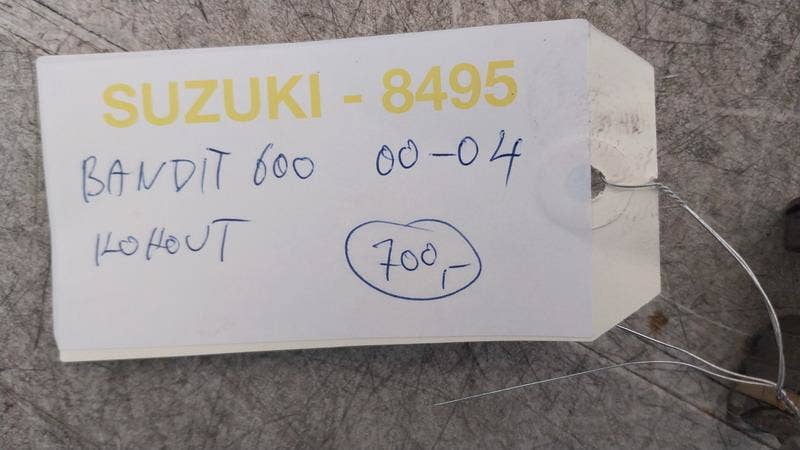 SUZUKI - 8495
BANDIT 600 00-04
KOHOUT 700,-